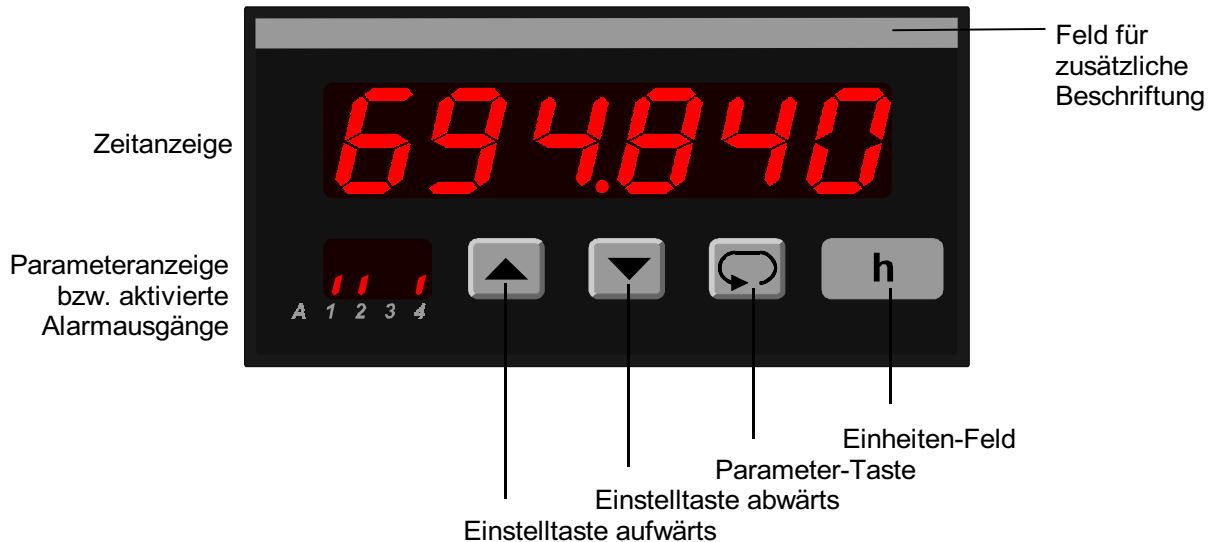 Feld für
zusätzliche
Beschriftung
Zeitanzeige
694.840
Parameteranzeige
bzw. aktivierte
Alarmausgänge
A 1 2 3 4
h
Einheiten-Feld
Parameter-Taste
Einstelltaste abwärts
Einstelltaste aufwärts